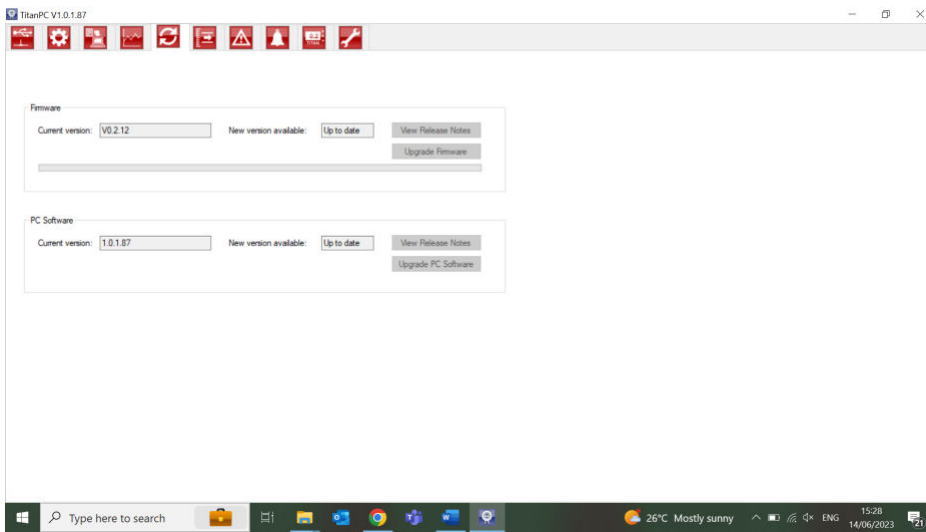 TitanPC V1.0.1.87
Firmware
Current version: V0.2.12 New version available: Up to date View Release Notes
Upgrade Firmware
PC Software
Current version: 1.0.1.87 New version available: Up to date View Release Notes
Upgrade PC Software
Type here to search 26°C Mostly sunny ENG 15:28
14/06/2023 21